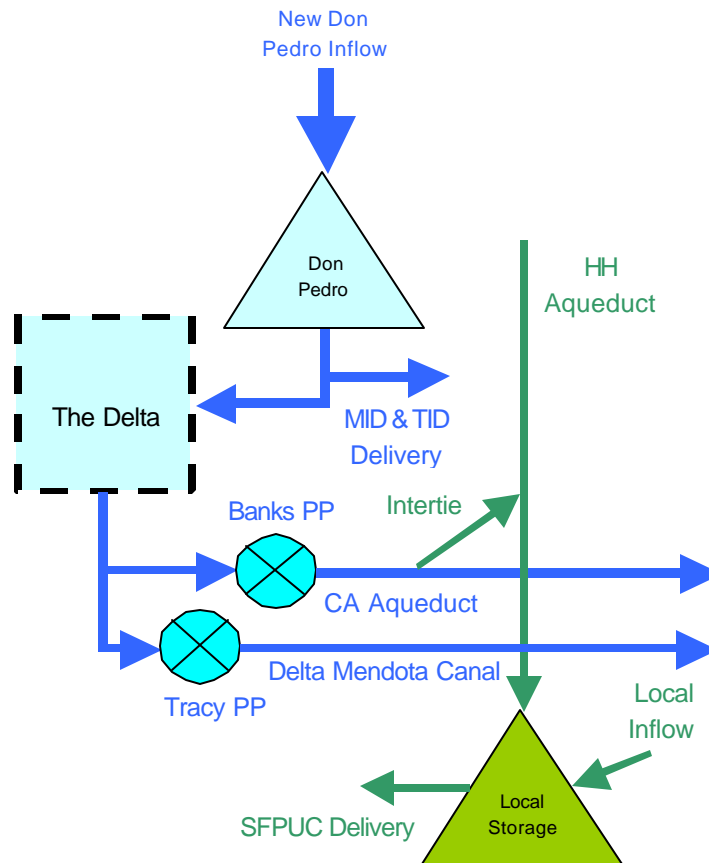 New Don
Pedro Inflow
Don
Pedro
HH
Aqueduct
The Delta
MID & TID
Delivery
Intertie
Banks PP
CA Aqueduct
Delta Mendota Canal
Tracy PP
Local
Inflow
Local
Storage
SFPUC Delivery